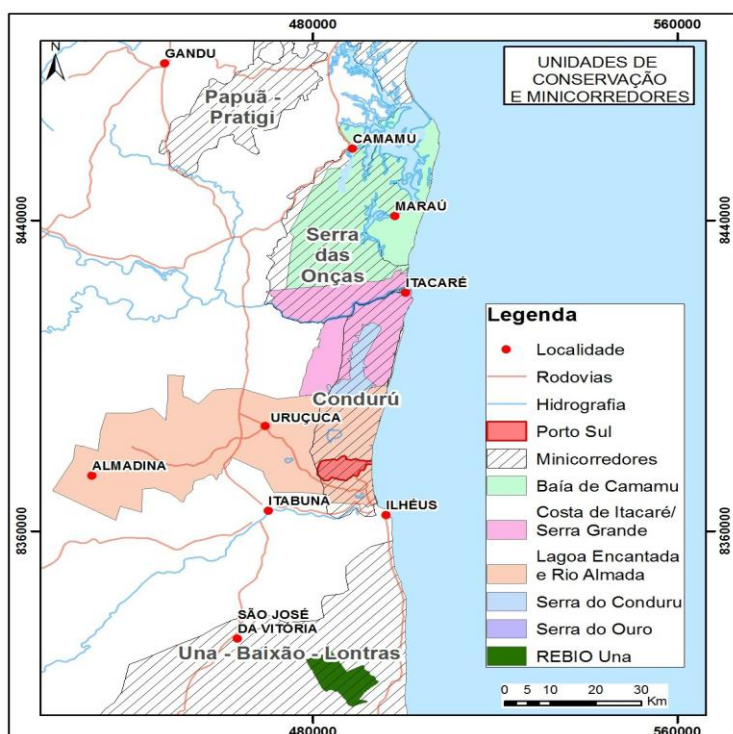 480000
560000
N
GANDU
UNIDADES DE
CONSERVAÇÃO
E MINICORREDORES
Papuã -
Pratigi
CAMAMU
8440000
8440000
MARAÚ
Serra
das
Onças
ITACARÉ
Legenda
Localidade
Rodovias
Hidrografia
Porto Sul
Minicorredores
Baía de Camamu
Costa de Itacaré/
Serra Grande
Lagoa Encantada
e Rio Almada
Serra do Conduru
Serra do Ouro
REBIO Una
Condurú
URUÇUCA
ALMADINA
ITABUNA
ILHÉUS
8360000
8360000
SÃO JOSÉ
DA VITÓRIA
Una - Baixão - Lontras
0 5 10 20 30
Km
480000
560000